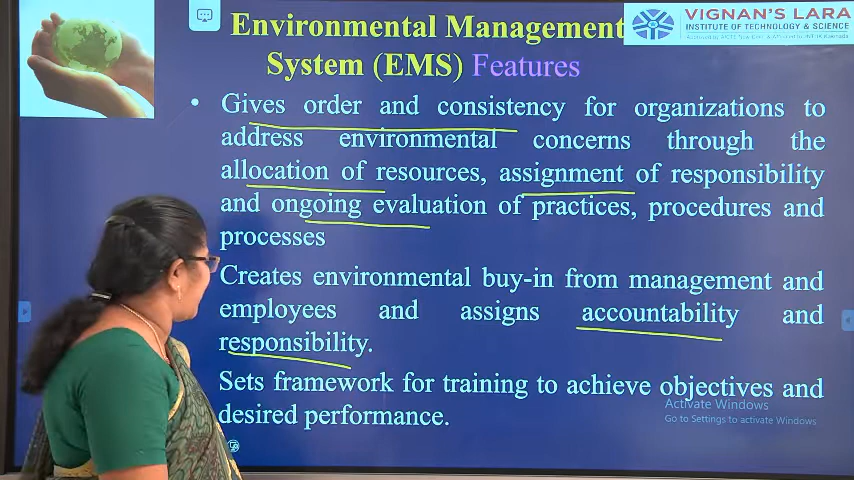 Environmental Management
System (EMS) Features
VIGNAN'S LARA
INSTITUTE OF TECHNOLOGY & SCIENCE
• Gives order and consistency for organizations to
address environmental concerns through the
allocation of resources, assignment of responsibility
and ongoing evaluation of practices, procedures and
processes
Creates environmental buy-in from management and
employees and assigns accountability and
responsibility.
Sets framework for training to achieve objectives and
desired performance.
Activate Windows
Go to Settings to activate Windows